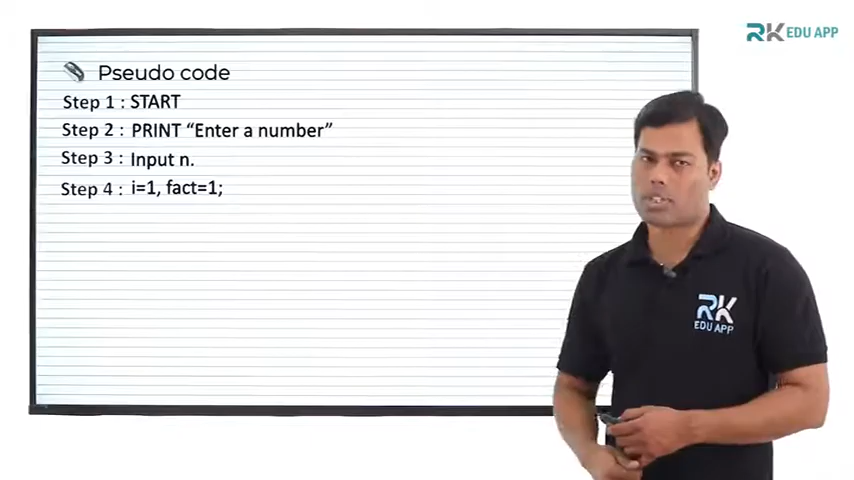 RK EDU APP
Pseudo code
Step 1 : START
Step 2 : PRINT “Enter a number”
Step 3 : Input n.
Step 4 : i=1, fact=1;
RK
EDU APP